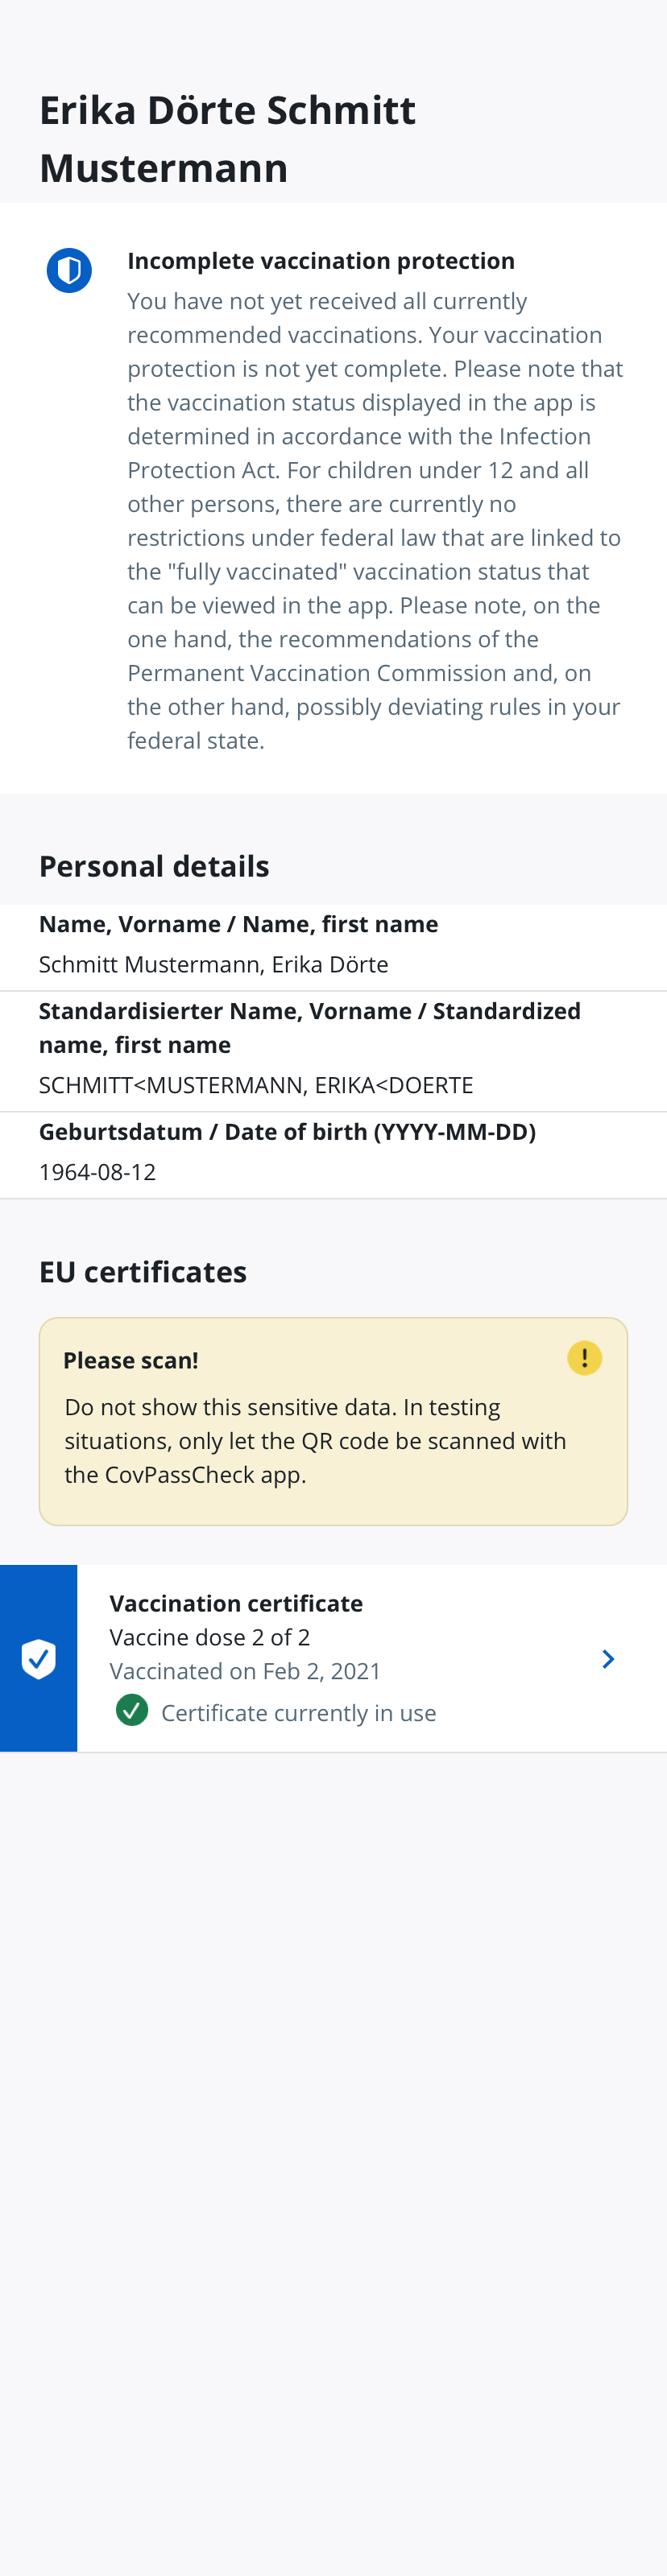 Erika Dörte Schmitt
Mustermann
Incomplete vaccination protection
You have not yet received all currently
recommended vaccinations. Your vaccination
protection is not yet complete. Please note that
the vaccination status displayed in the app is
determined in accordance with the Infection
Protection Act. For children under 12 and all
other persons, there are currently no
restrictions under federal law that are linked to
the "fully vaccinated" vaccination status that
can be viewed in the app. Please note, on the
one hand, the recommendations of the
Permanent Vaccination Commission and, on
the other hand, possibly deviating rules in your
federal state.
Personal details
Name, Vorname / Name, first name
Schmitt Mustermann, Erika Dörte
Standardisierter Name, Vorname / Standardized
name, first name
SCHMITT<MUSTERMANN, ERIKA<DOERTE
Geburtsdatum / Date of birth (YYYY-MM-DD)
1964-08-12
EU certificates
Please scan!
Do not show this sensitive data. In testing
situations, only let the QR code be scanned with
the CovPassCheck app.
Vaccination certificate
Vaccine dose 2 of 2
Vaccinated on Feb 2, 2021
Certificate currently in use